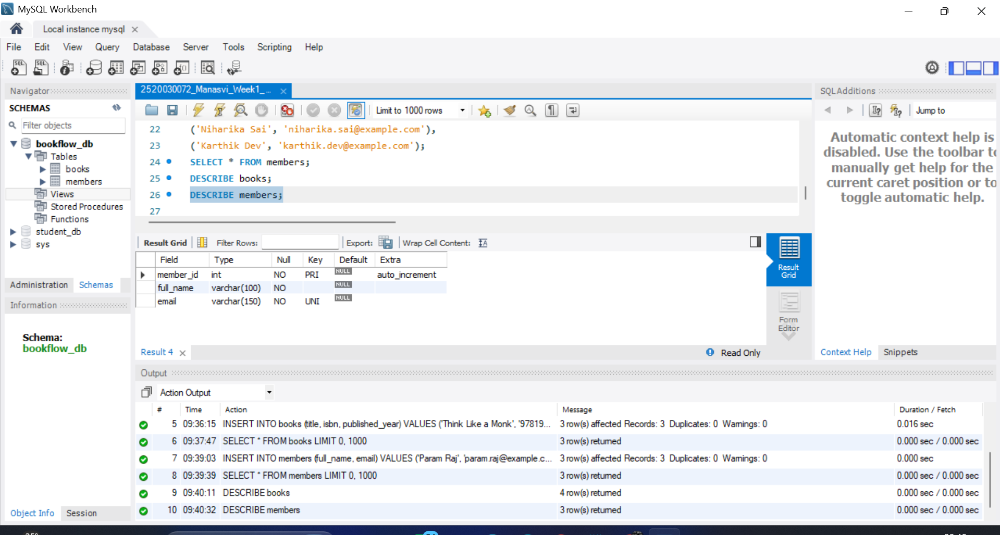 MySQL Workbench
Local instance mysql
File Edit View Query Database Server Tools Scripting Help
Navigator
SCHEMAS
Filter objects
bookflow_db
Tables
books
members
Views
Stored Procedures
Functions
student_db
sys
Administration Schemas
Information
Schema:
bookflow_db
Object Info Session
2520030072_Manasvi_Week1_...
Limit to 1000 rows
22 ('Niharika Sai', 'niharika.sai@example.com'),
23 ('Karthik Dev', 'karthik.dev@example.com');
24 SELECT * FROM members;
25 DESCRIBE books;
26 DESCRIBE members;
27
Result Grid Filter Rows: Export: Wrap Cell Content:
Field Type Null Key Default Extra
member_id int NO PRI NULL auto_increment
full_name varchar(100) NO NULL
email varchar(150) NO UNI NULL
Result Grid
Form Editor
Result 4 Read Only
SQLAdditions
Jump to
Automatic context help is
disabled. Use the toolbar to
manually get help for the
current caret position or to
toggle automatic help.
Context Help Snippets
Output
Action Output
# Time Action Message Duration / Fetch
5 09:36:15 INSERT INTO books (title, isbn, published_year) VALUES ('Think Like a Monk', '97819... 3 row(s) affected Records: 3 Duplicates: 0 Warnings: 0 0.016 sec
6 09:37:47 SELECT * FROM books LIMIT 0, 1000 3 row(s) returned 0.000 sec / 0.000 sec
7 09:39:03 INSERT INTO members (full_name, email) VALUES ('Param Raj', 'param.raj@example.c... 3 row(s) affected Records: 3 Duplicates: 0 Warnings: 0 0.000 sec
8 09:39:39 SELECT * FROM members LIMIT 0, 1000 3 row(s) returned 0.000 sec / 0.000 sec
9 09:40:11 DESCRIBE books 4 row(s) returned 0.000 sec / 0.000 sec
10 09:40:32 DESCRIBE members 3 row(s) returned 0.000 sec / 0.000 sec